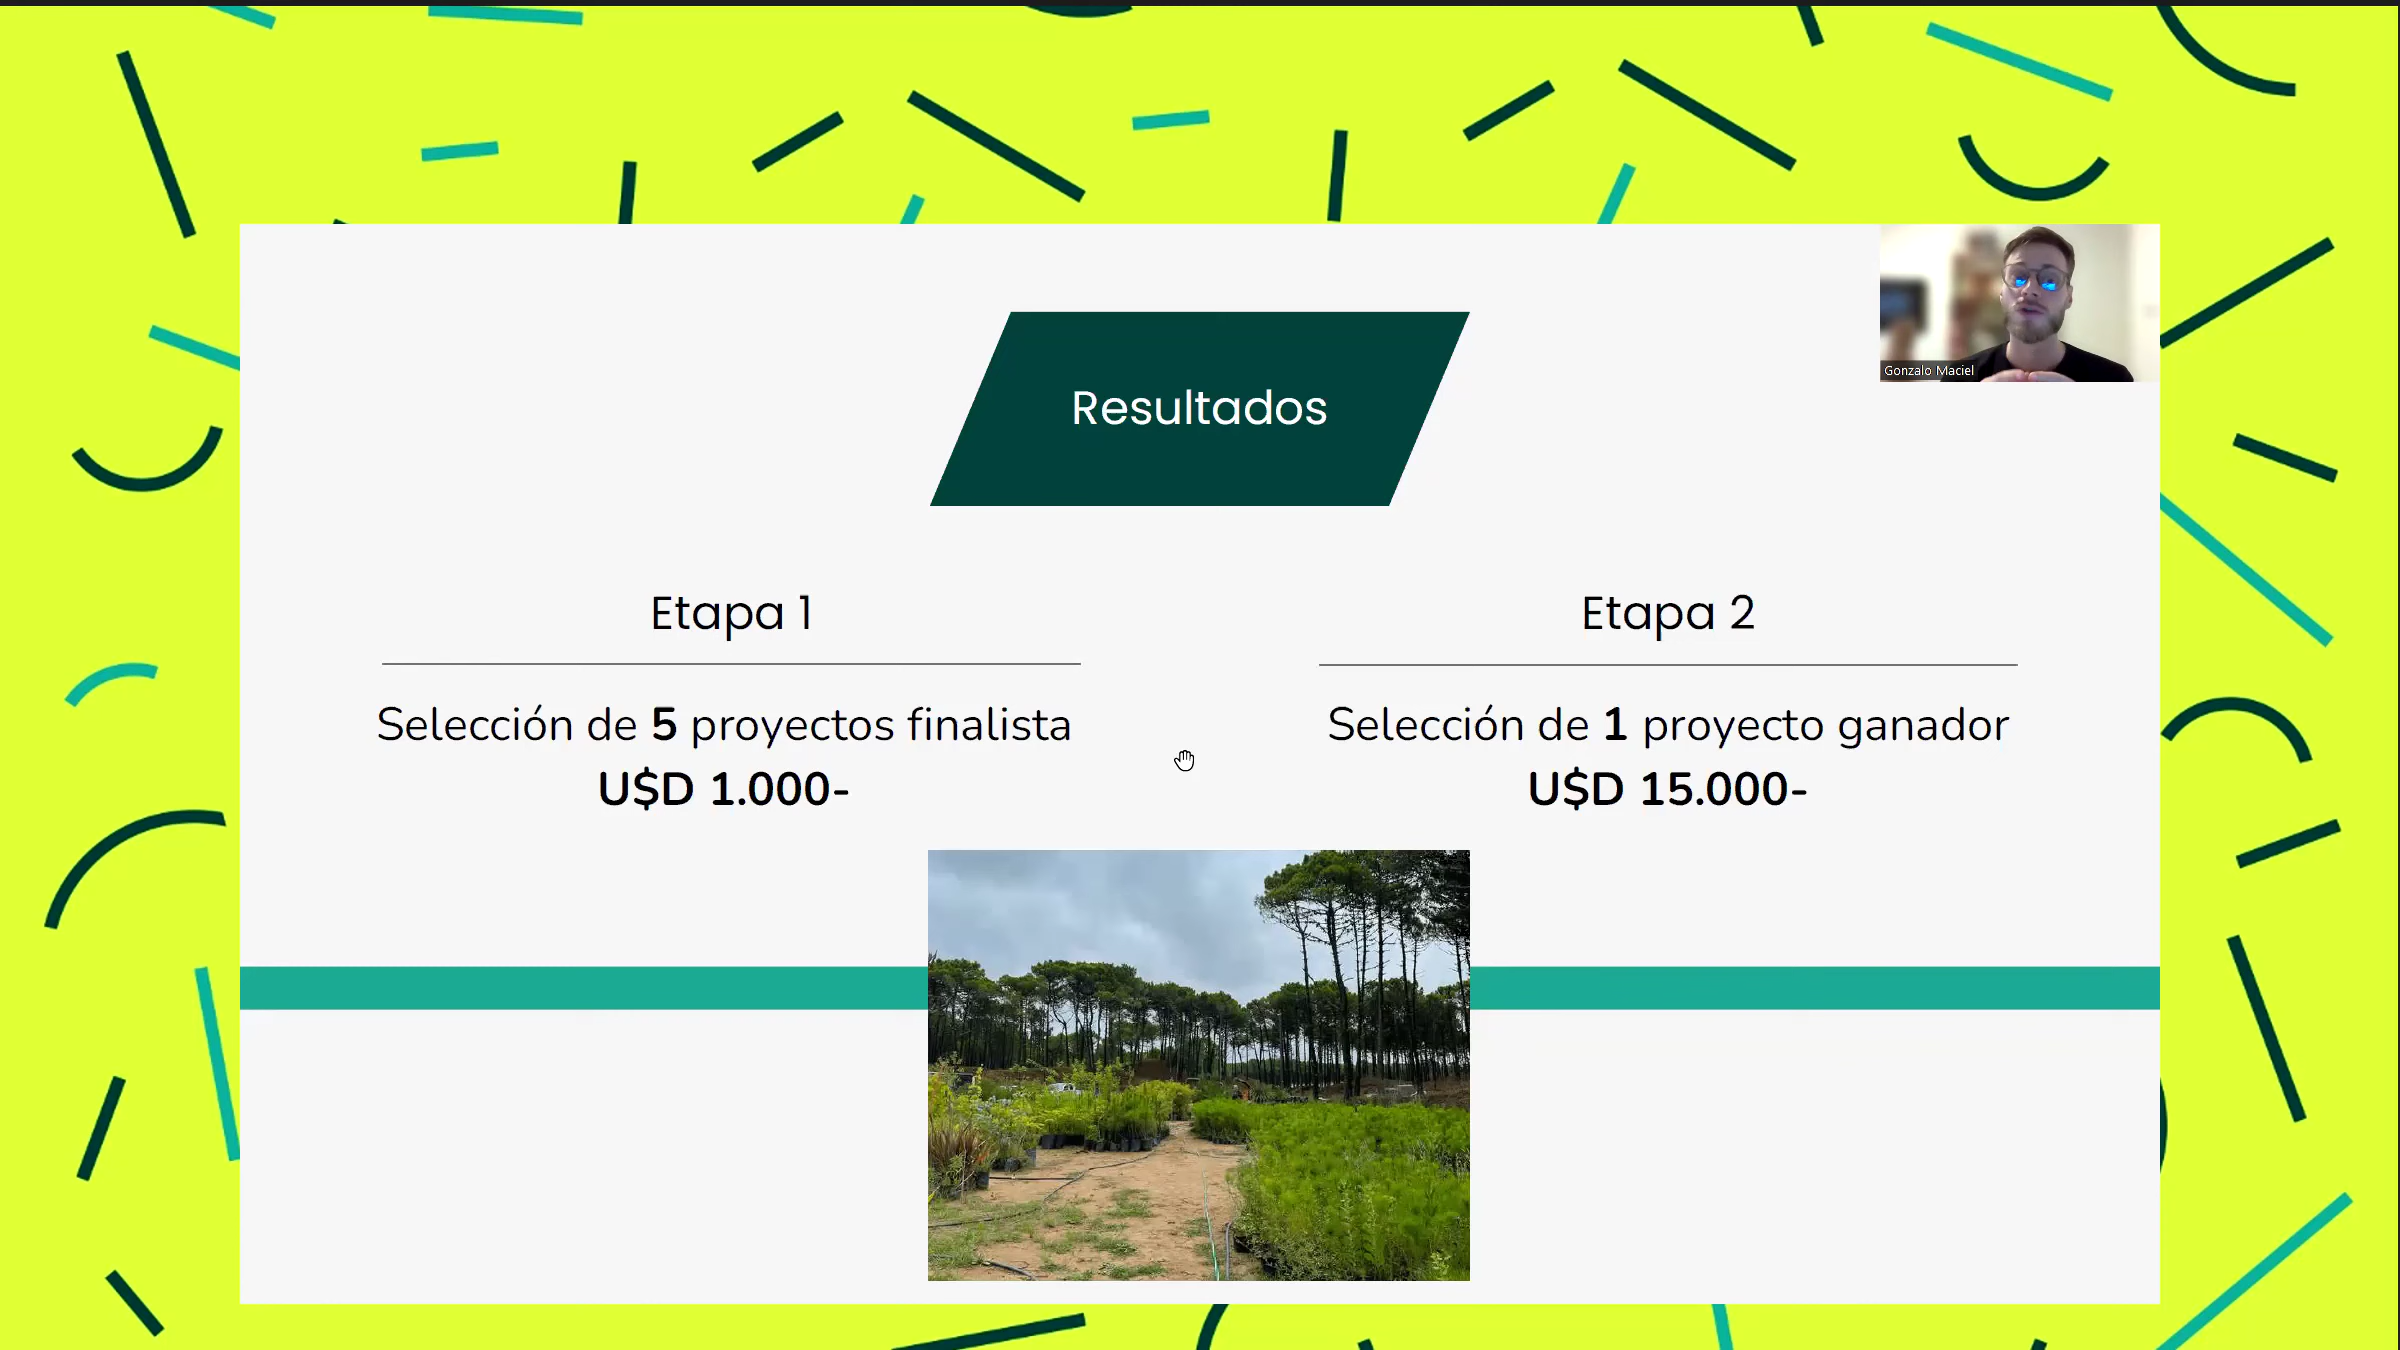 Gonzalo Maciel
Resultados
Etapa 1
Selección de 5 proyectos finalista
U$D 1.000-
Etapa 2
Selección de 1 proyecto ganador
U$D 15.000-